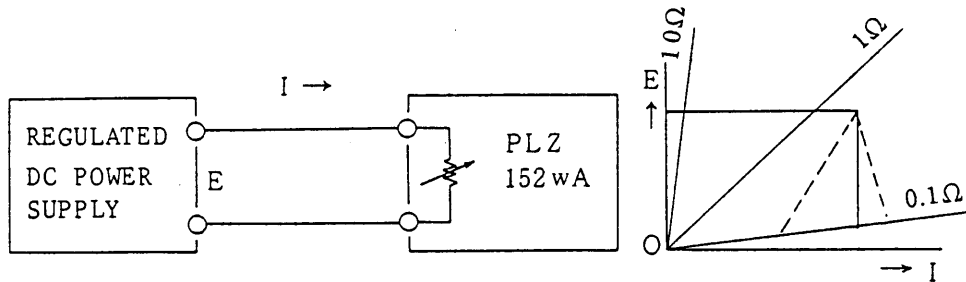 REGULATED
DC POWER
SUPPLY
I →
E
PLZ
152wA
E
↑
10Ω
1Ω
0.1Ω
O
→ I